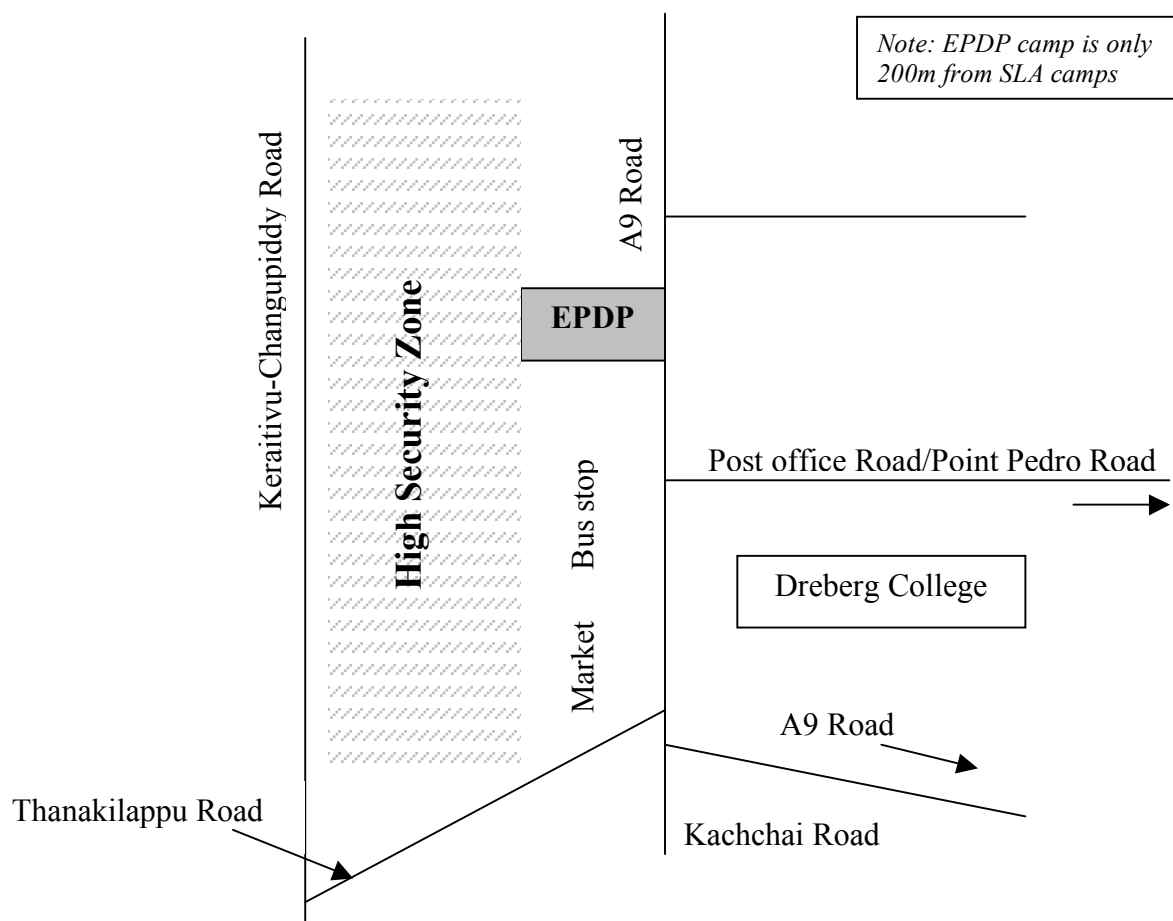 Note: EPDP camp is only
200m from SLA camps
Keraitivu-Changupiddy Road
High Security Zone
A9 Road
EPDP
Post office Road/Point Pedro Road
Bus stop
Market
Dreberg College
A9 Road
Thanakilappu Road
Kachchai Road